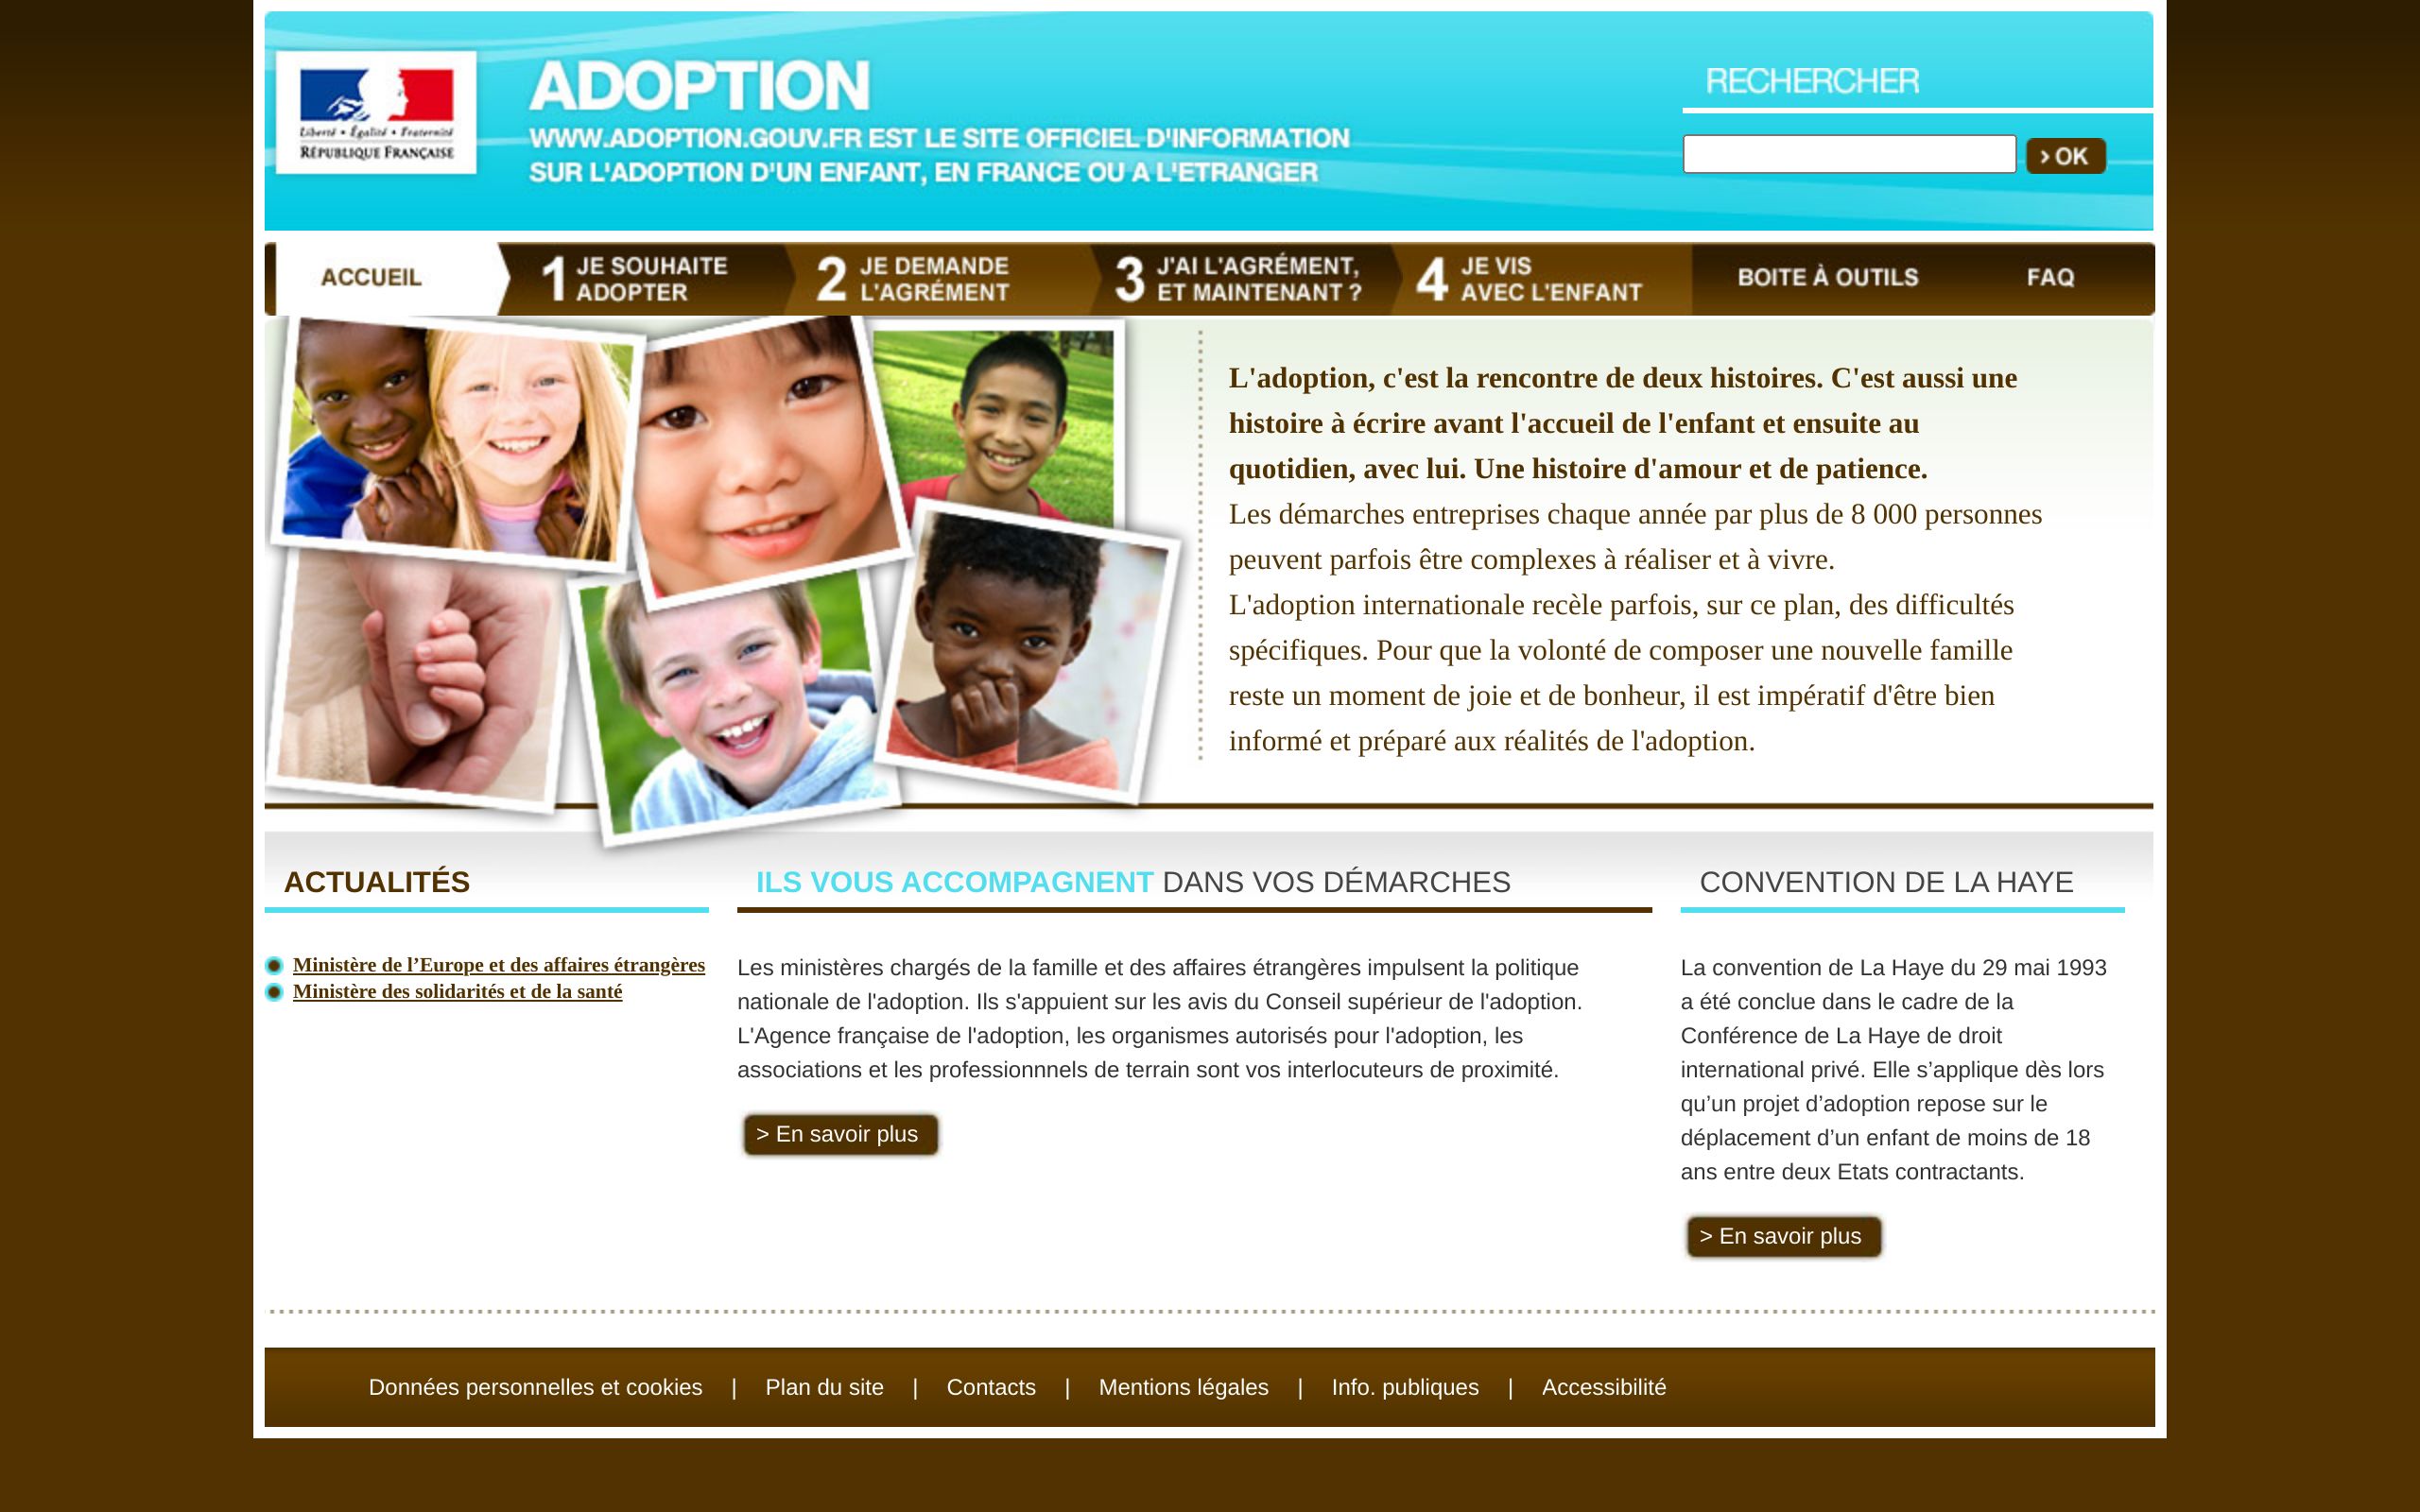 Liberté • Égalité • Fraternité
RÉPUBLIQUE FRANÇAISE
ADOPTION
WWW.ADOPTION.GOUV.FR EST LE SITE OFFICIEL D'INFORMATION
SUR L'ADOPTION D'UN ENFANT, EN FRANCE OU A L'ETRANGER
RECHERCHER
› OK
ACCUEIL
1 JE SOUHAITE
ADOPTER
2 JE DEMANDE
L'AGRÉMENT
3 J'AI L'AGRÉMENT,
ET MAINTENANT ?
4 JE VIS
AVEC L'ENFANT
BOITE À OUTILS
FAQ
L'adoption, c'est la rencontre de deux histoires. C'est aussi une
histoire à écrire avant l'accueil de l'enfant et ensuite au
quotidien, avec lui. Une histoire d'amour et de patience.
Les démarches entreprises chaque année par plus de 8 000 personnes
peuvent parfois être complexes à réaliser et à vivre.
L'adoption internationale recèle parfois, sur ce plan, des difficultés
spécifiques. Pour que la volonté de composer une nouvelle famille
reste un moment de joie et de bonheur, il est impératif d'être bien
informé et préparé aux réalités de l'adoption.
ACTUALITÉS
Ministère de l’Europe et des affaires étrangères
Ministère des solidarités et de la santé
ILS VOUS ACCOMPAGNENT DANS VOS DÉMARCHES
Les ministères chargés de la famille et des affaires étrangères impulsent la politique
nationale de l'adoption. Ils s'appuient sur les avis du Conseil supérieur de l'adoption.
L'Agence française de l'adoption, les organismes autorisés pour l'adoption, les
associations et les professionnnels de terrain sont vos interlocuteurs de proximité.
> En savoir plus
CONVENTION DE LA HAYE
La convention de La Haye du 29 mai 1993
a été conclue dans le cadre de la
Conférence de La Haye de droit
international privé. Elle s’applique dès lors
qu’un projet d’adoption repose sur le
déplacement d’un enfant de moins de 18
ans entre deux Etats contractants.
> En savoir plus
Données personnelles et cookies | Plan du site | Contacts | Mentions légales | Info. publiques | Accessibilité